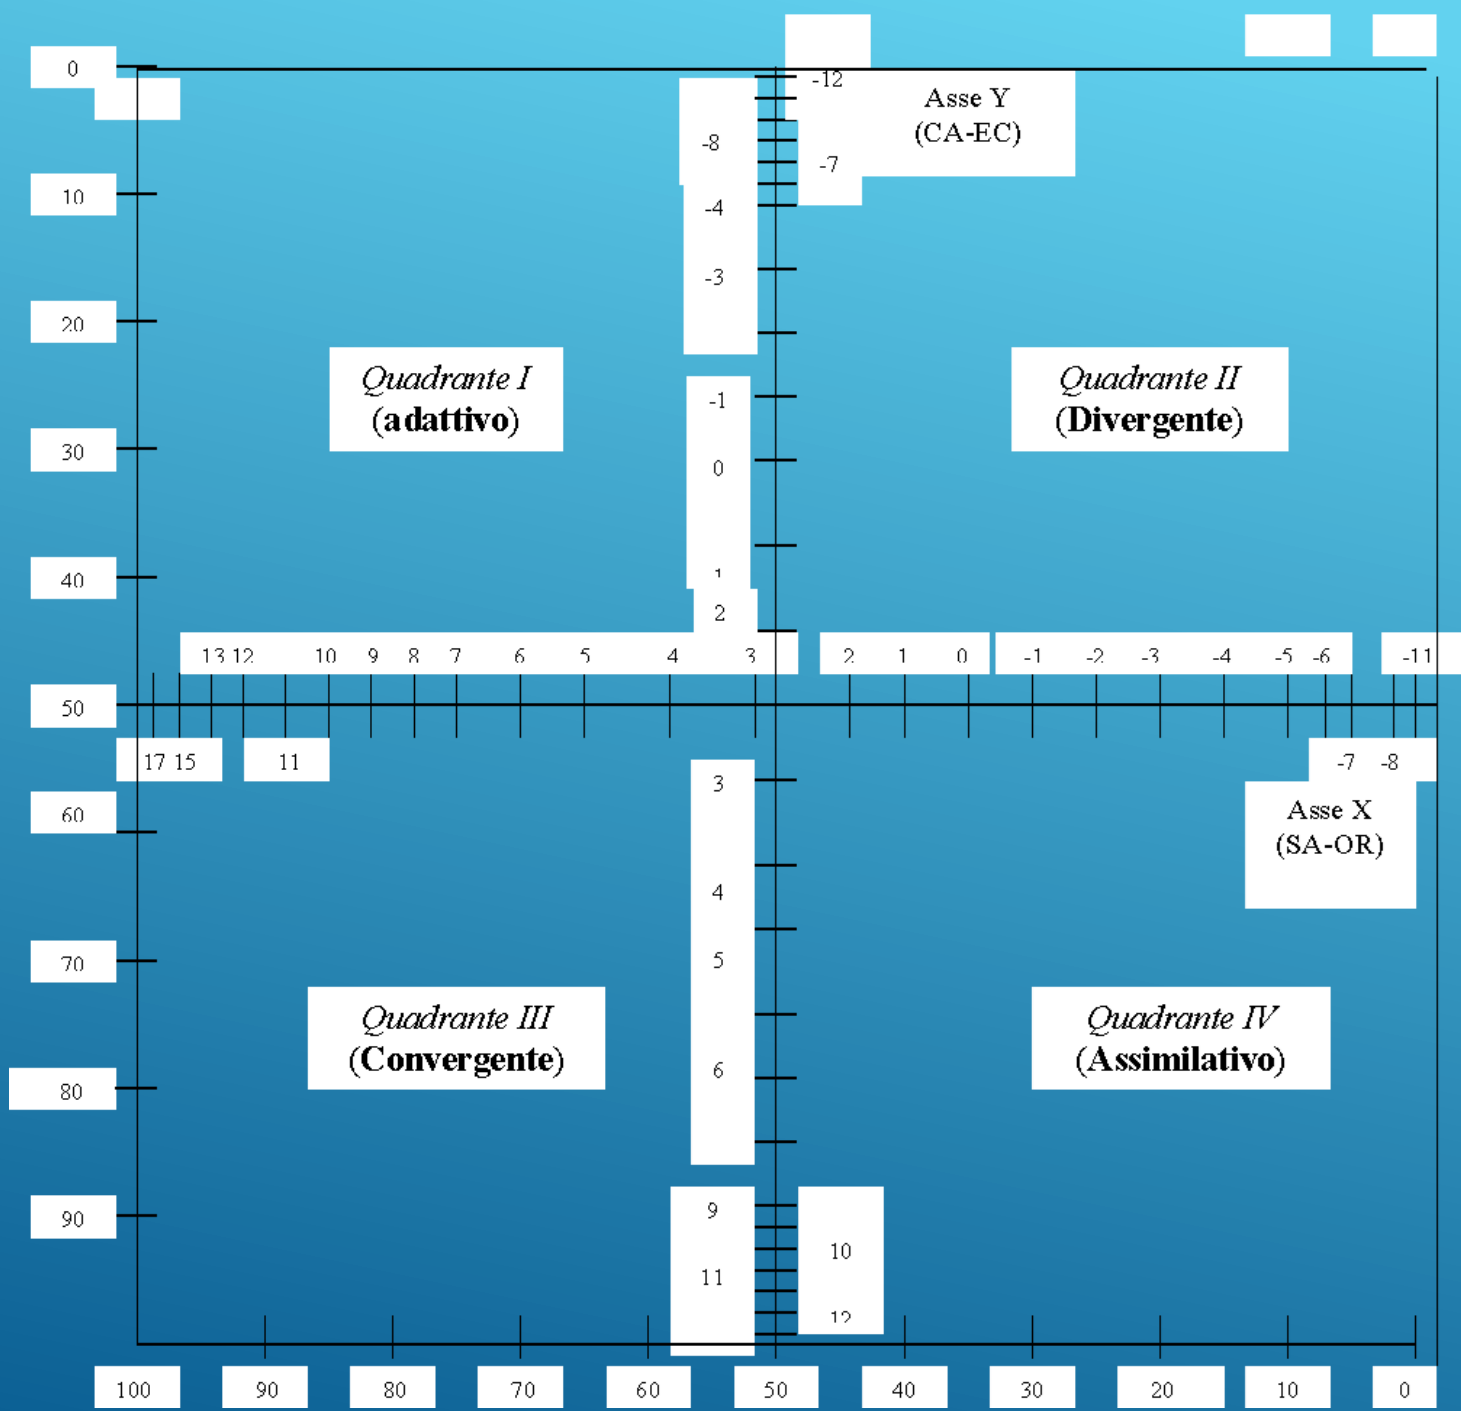 0
-12
Asse Y
(CA-EC)
-8
-7
10
-4
-3
20
Quadrante I
(adattivo)
Quadrante II
(Divergente)
-1
30
0
40
1
2
13 12 10 9 8 7 6 5 4 3 2 1 0 -1 -2 -3 -4 -5 -6 -11
50
17 15 11 -7 -8
3
60
Asse X
(SA-OR)
4
5
70
Quadrante III
(Convergente)
Quadrante IV
(Assimilativo)
6
80
90
9
10
11
12
100 90 80 70 60 50 40 30 20 10 0